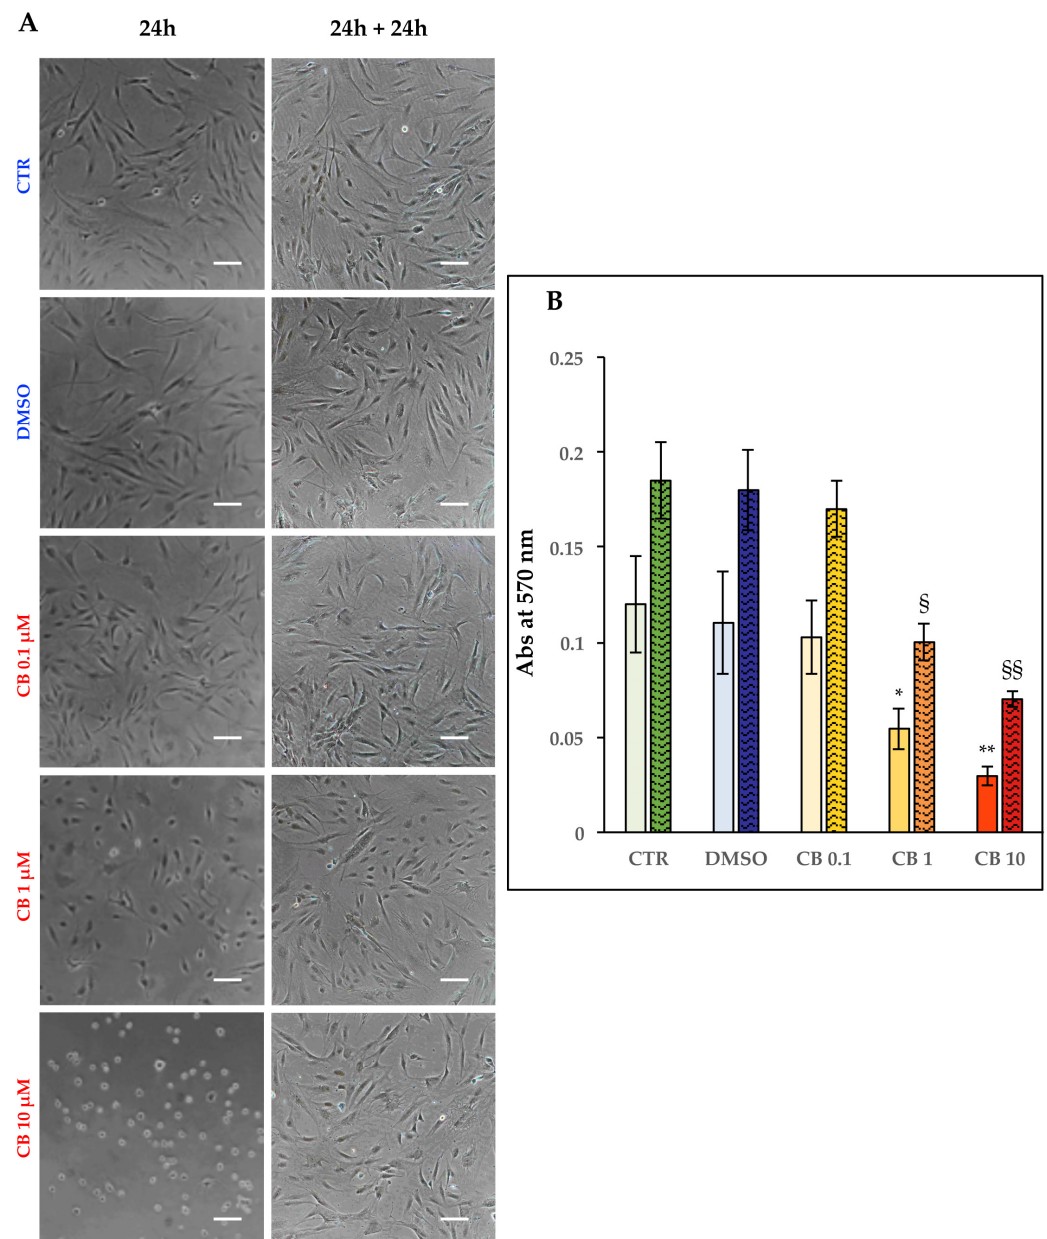 A
24h
24h + 24h
CTR
DMSO
CB 0.1 μM
CB 1 μM
CB 10 μM
B
Abs at 570 nm
0.25
0.2
0.15
0.1
0.05
0
§
§§
*
**
CTR DMSO CB 0.1 CB 1 CB 10